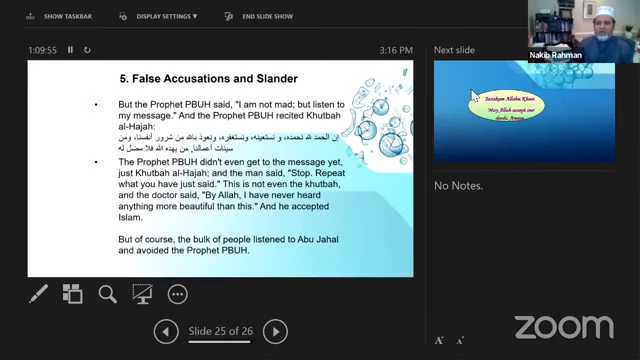 SHOW TASKBAR
DISPLAY SETTINGS ▼
END SLIDE SHOW
1:09:55
3:16 PM
Next slide
Nakib Rahman
5. False Accusations and Slander
• But the Prophet PBUH said, "I am not mad; but listen to
my message." And the Prophet PBUH recited Khutbah
al-Hajah:
إن الحمد لله نحمده، و نستعينه، ونستغفره، ونعوذ بالله من شرور أنفسنا، ومن
سيئات أعمالنا, من يهده الله فلا مضل له
• The Prophet PBUH didn't even get to the message yet,
just Khutbah al-Hajah; and the man said, "Stop. Repeat
what you have just said." This is not even the khutbah,
and the doctor said, "By Allah, I have never heard
anything more beautiful than this." And he accepted
Islam.
But of course, the bulk of people listened to Abu Jahal
and avoided the Prophet PBUH.
Jazakum Allahu Khair.
May Allah accept our
deeds. Ameen
No Notes.
Slide 25 of 26
A A
zoom